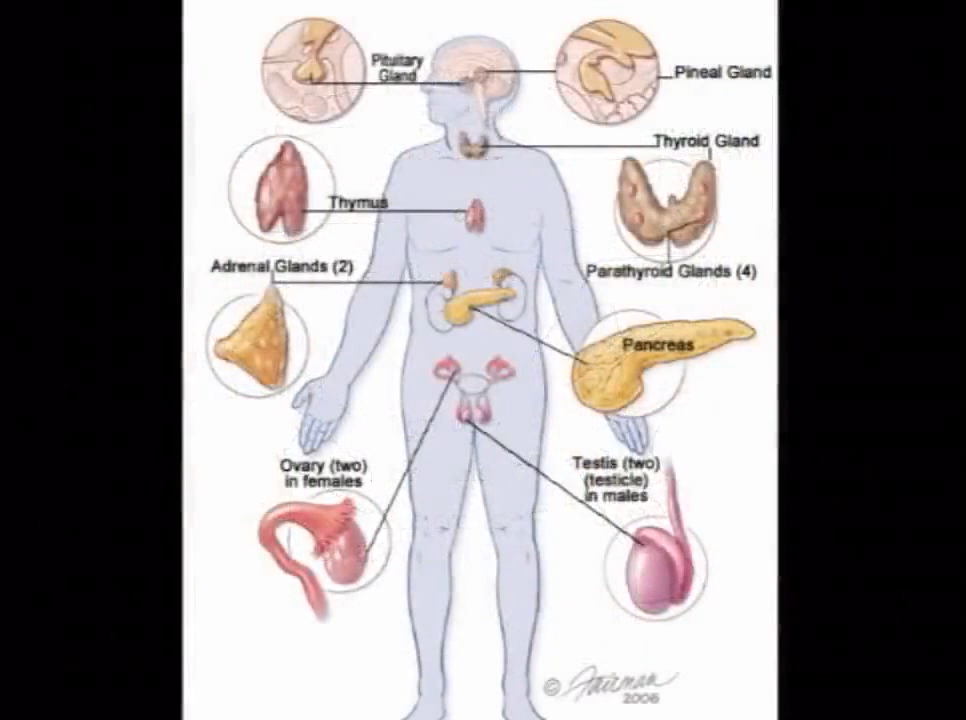 Pituitary
Gland
Pineal Gland
Thyroid Gland
Thymus
Adrenal Glands (2)
Parathyroid Glands (4)
Pancreas
Ovary (two)
in females
Testis (two)
(testicle)
in males
© Fairman
2006